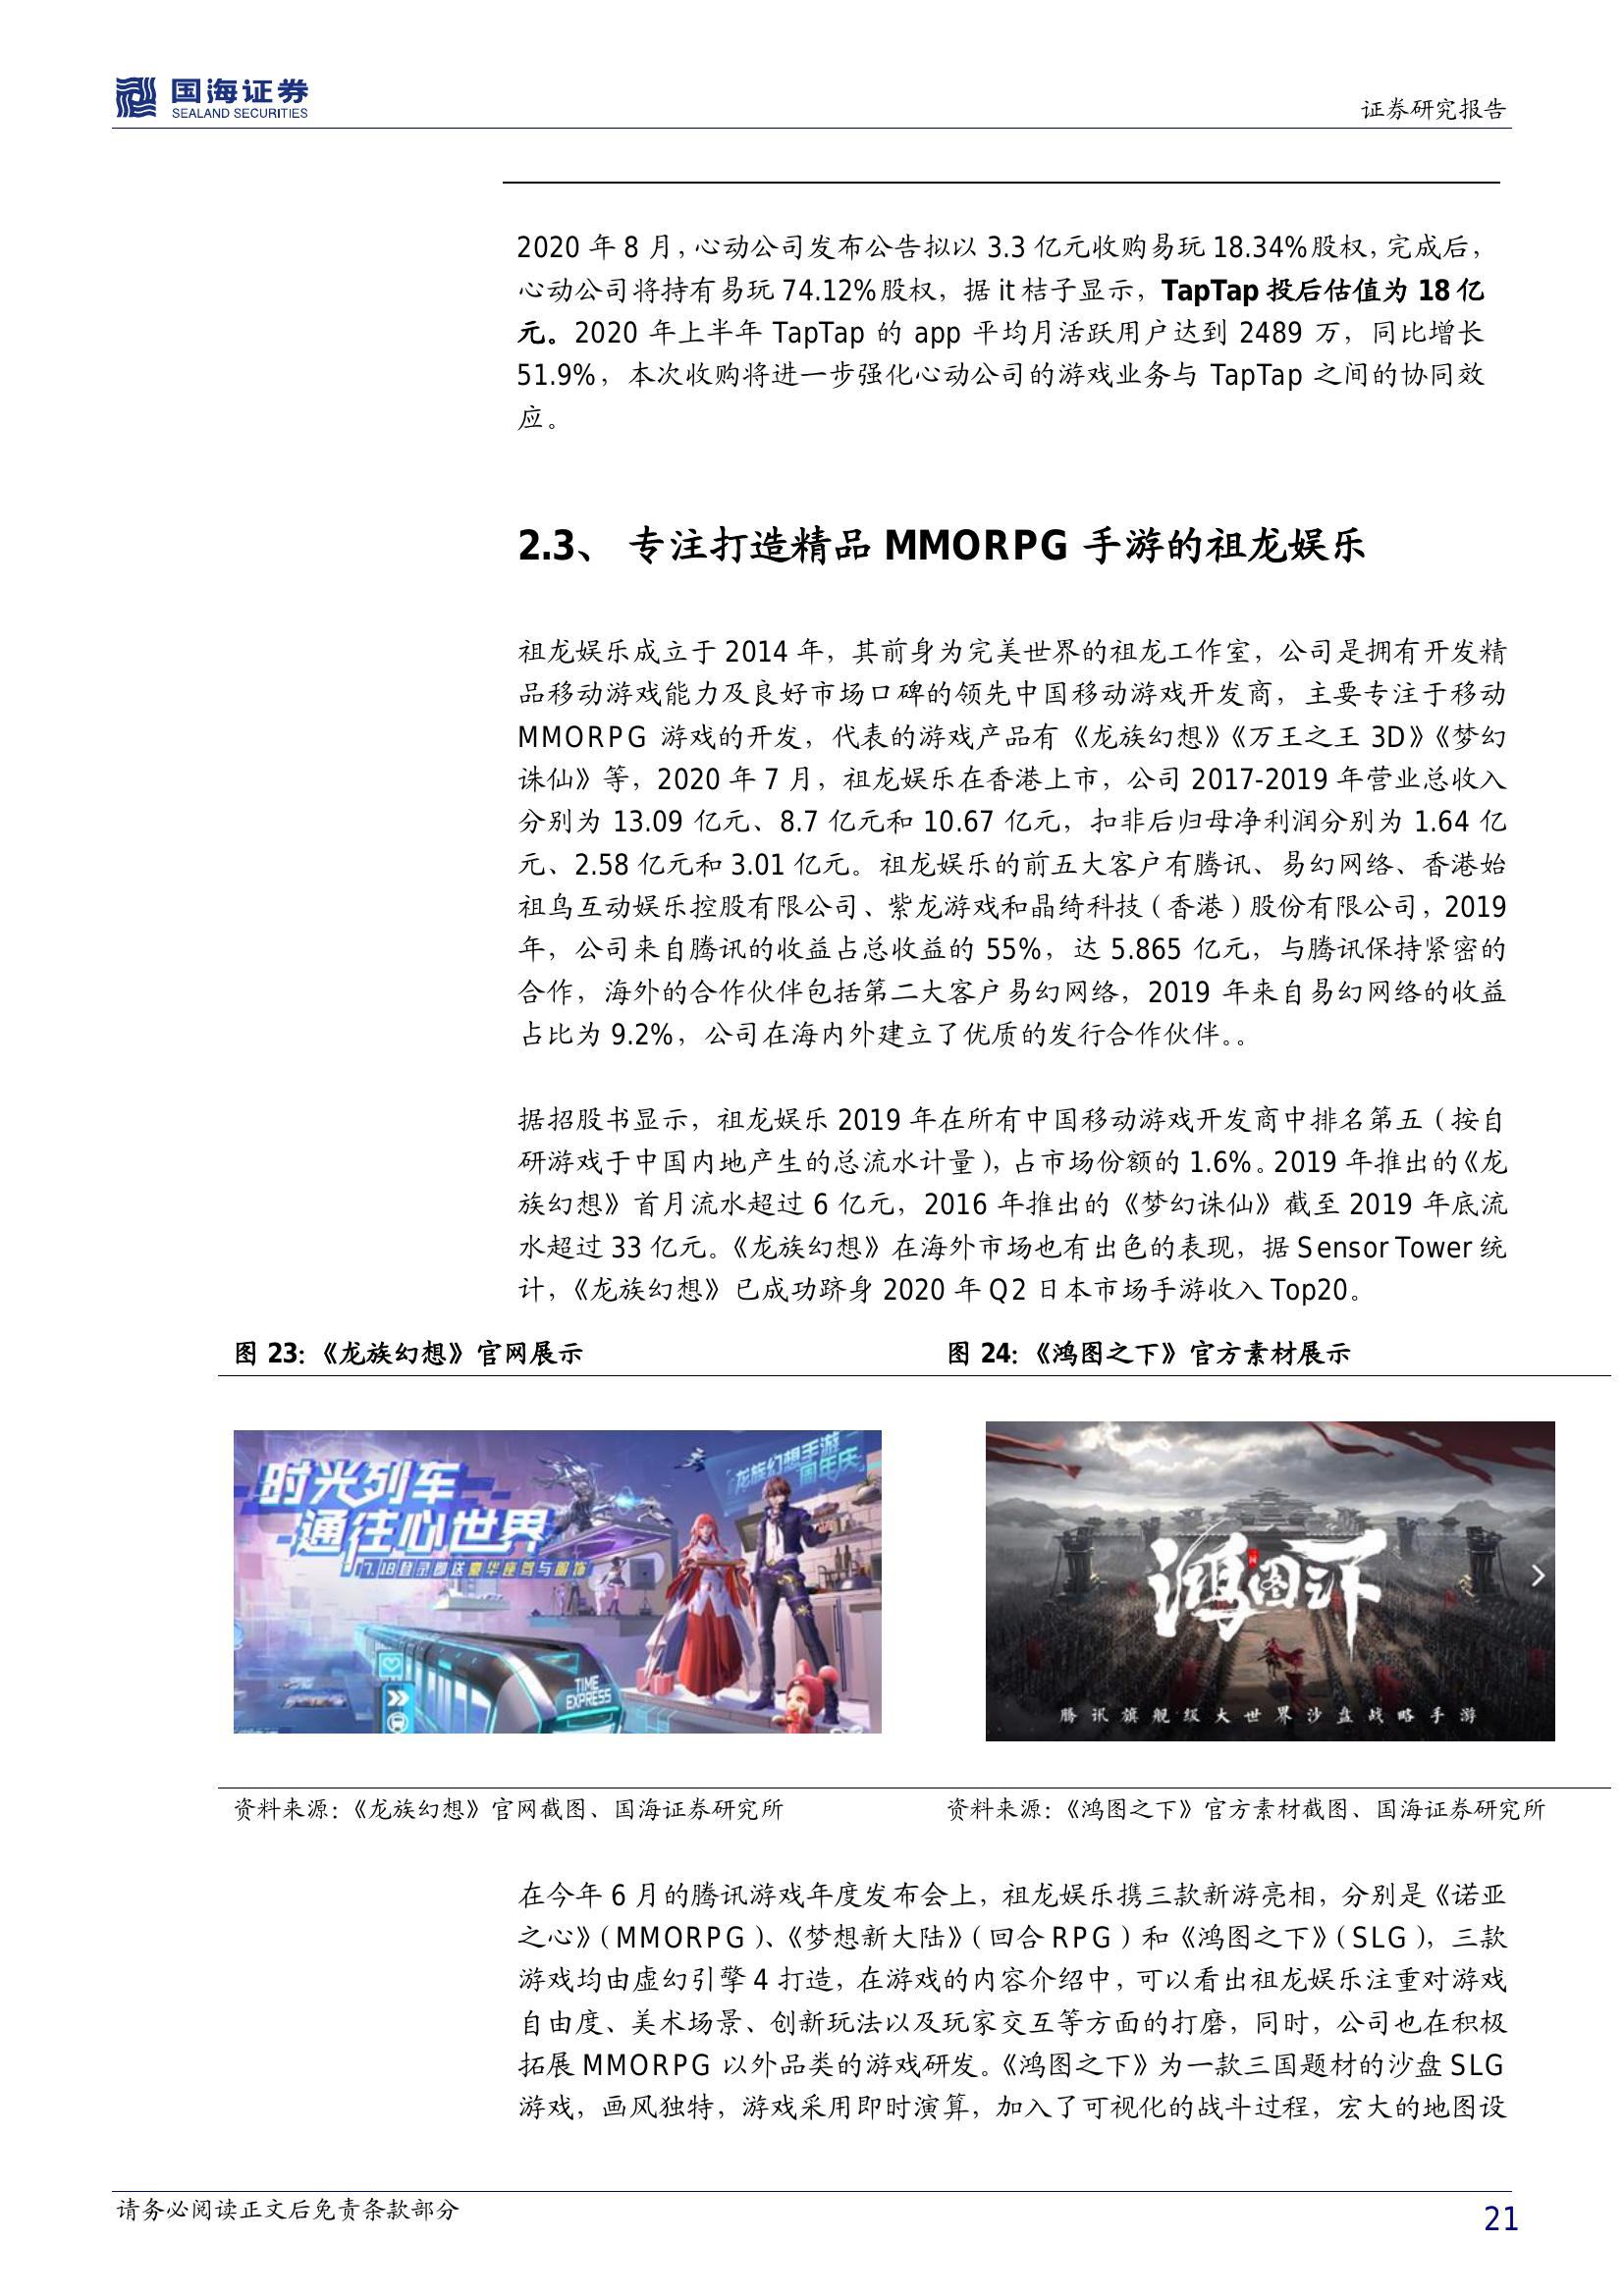 国海证券
SEALAND SECURITIES
证券研究报告
2020 年 8 月，心动公司发布公告拟以 3.3 亿元收购易玩 18.34%股权，完成后，
心动公司将持有易玩 74.12%股权，据 it 桔子显示，TapTap 投后估值为 18 亿
元。2020 年上半年 TapTap 的 app 平均月活跃用户达到 2489 万，同比增长
51.9%，本次收购将进一步强化心动公司的游戏业务与 TapTap 之间的协同效
应。
2.3、 专注打造精品 MMORPG 手游的祖龙娱乐
祖龙娱乐成立于 2014 年，其前身为完美世界的祖龙工作室，公司是拥有开发精
品移动游戏能力及良好市场口碑的领先中国移动游戏开发商，主要专注于移动
MMORPG 游戏的开发，代表的游戏产品有《龙族幻想》《万王之王 3D》《梦幻
诛仙》等，2020 年 7 月，祖龙娱乐在香港上市，公司 2017-2019 年营业总收入
分别为 13.09 亿元、8.7 亿元和 10.67 亿元，扣非后归母净利润分别为 1.64 亿
元、2.58 亿元和 3.01 亿元。祖龙娱乐的前五大客户有腾讯、易幻网络、香港始
祖鸟互动娱乐控股有限公司、紫龙游戏和晶绮科技（香港）股份有限公司，2019
年，公司来自腾讯的收益占总收益的 55%，达 5.865 亿元，与腾讯保持紧密的
合作，海外的合作伙伴包括第二大客户易幻网络，2019 年来自易幻网络的收益
占比为 9.2%，公司在海内外建立了优质的发行合作伙伴。。
据招股书显示，祖龙娱乐 2019 年在所有中国移动游戏开发商中排名第五（按自
研游戏于中国内地产生的总流水计量），占市场份额的 1.6%。2019 年推出的《龙
族幻想》首月流水超过 6 亿元，2016 年推出的《梦幻诛仙》截至 2019 年底流
水超过 33 亿元。《龙族幻想》在海外市场也有出色的表现，据 Sensor Tower 统
计，《龙族幻想》已成功跻身 2020 年 Q2 日本市场手游收入 Top20。
图 23：《龙族幻想》官网展示
图 24：《鸿图之下》官方素材展示
时光列车
通往心世界
7.18登录即送豪华座驾与服饰
龙族幻想手游
周年庆
TIME
EXPRESS
鸿图之下
腾讯旗舰级大世界沙盘战略手游
资料来源：《龙族幻想》官网截图、国海证券研究所
资料来源：《鸿图之下》官方素材截图、国海证券研究所
在今年 6 月的腾讯游戏年度发布会上，祖龙娱乐携三款新游亮相，分别是《诺亚
之心》（MMORPG）、《梦想新大陆》（回合 RPG）和《鸿图之下》（SLG），三款
游戏均由虚幻引擎 4 打造，在游戏的内容介绍中，可以看出祖龙娱乐注重对游戏
自由度、美术场景、创新玩法以及玩家交互等方面的打磨，同时，公司也在积极
拓展 MMORPG 以外品类的游戏研发。《鸿图之下》为一款三国题材的沙盘 SLG
游戏，画风独特，游戏采用即时演算，加入了可视化的战斗过程，宏大的地图设
请务必阅读正文后免责条款部分
21